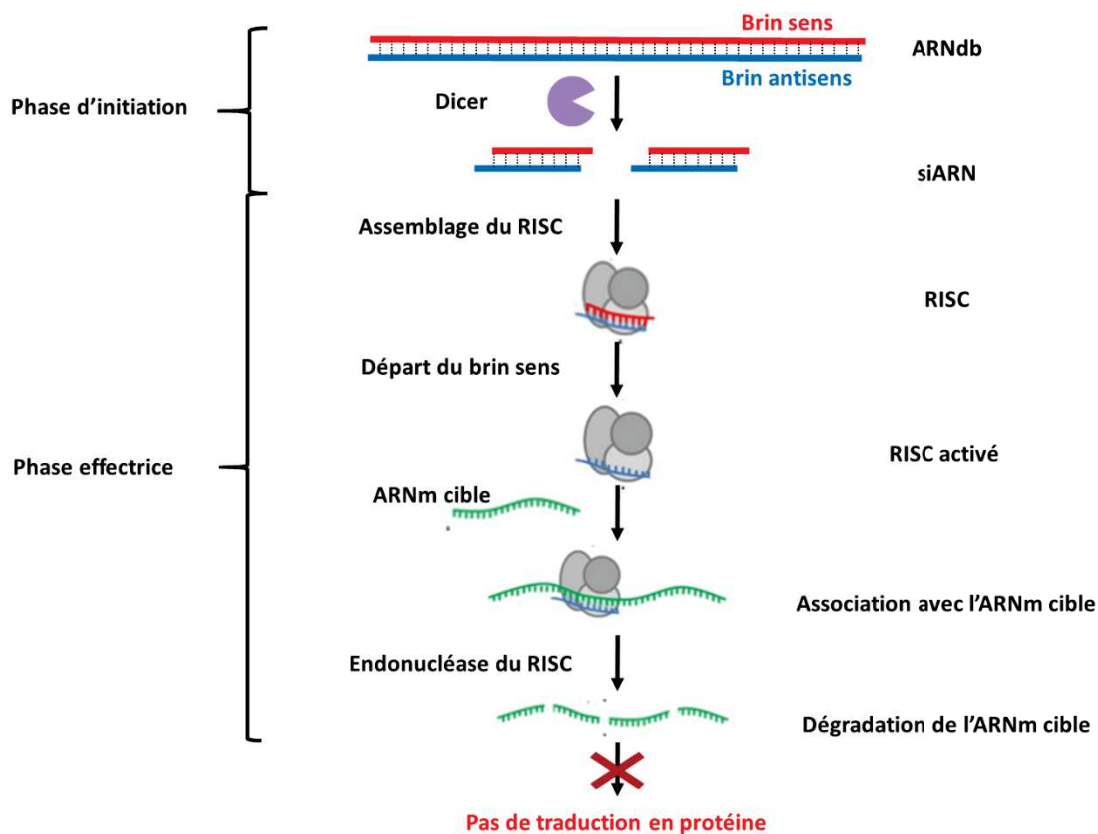 Brin sens
ARNdb
Brin antisens
Phase d’initiation
Dicer
siARN
Assemblage du RISC
RISC
Départ du brin sens
RISC activé
Phase effectrice
ARNm cible
Association avec l’ARNm cible
Endonucléase du RISC
Dégradation de l’ARNm cible
Pas de traduction en protéine